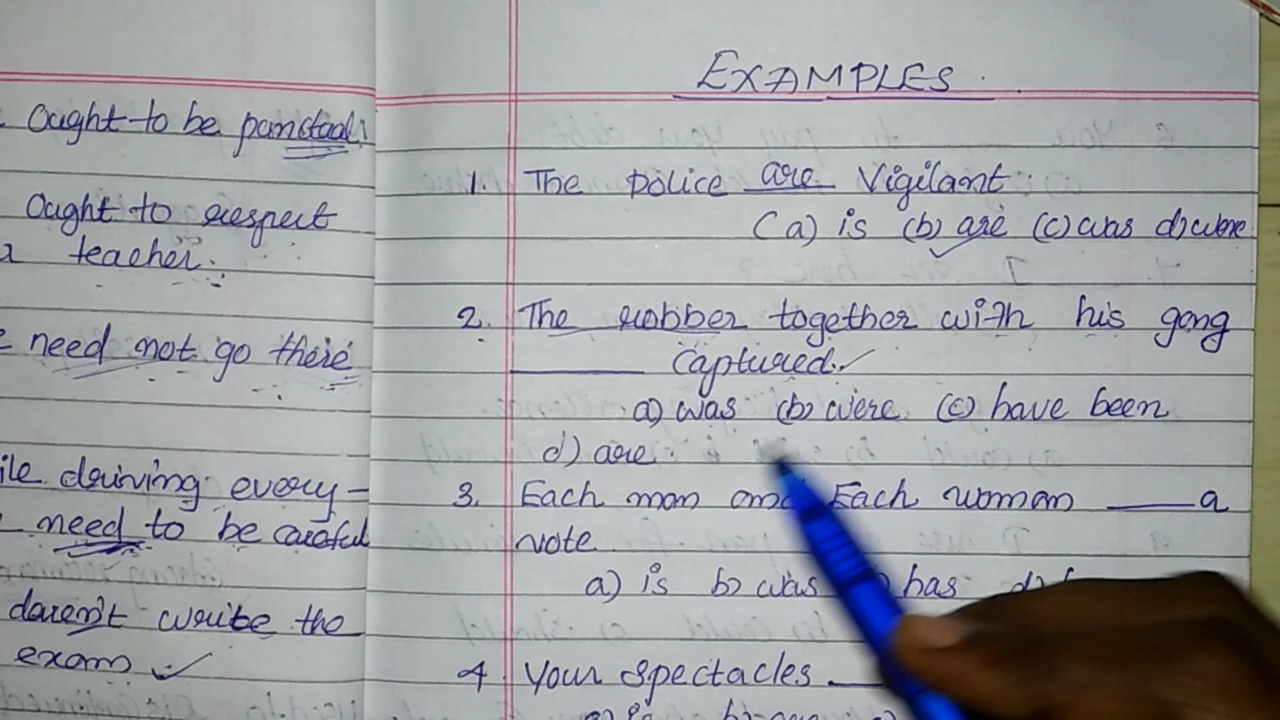 Ought to be punctual.
Ought to respect
teacher.
need not go there
driving every-
need to be careful
daren't write the
exam
EXAMPLES.
1. The police are Vigilant.
(a) is (b) are (c) was d) were
2. The robber together with his gang
captured.
a) was (b) were (c) have been
d) are
3. Each man and Each woman a
vote
a) is b) was has
4 Your spectacles